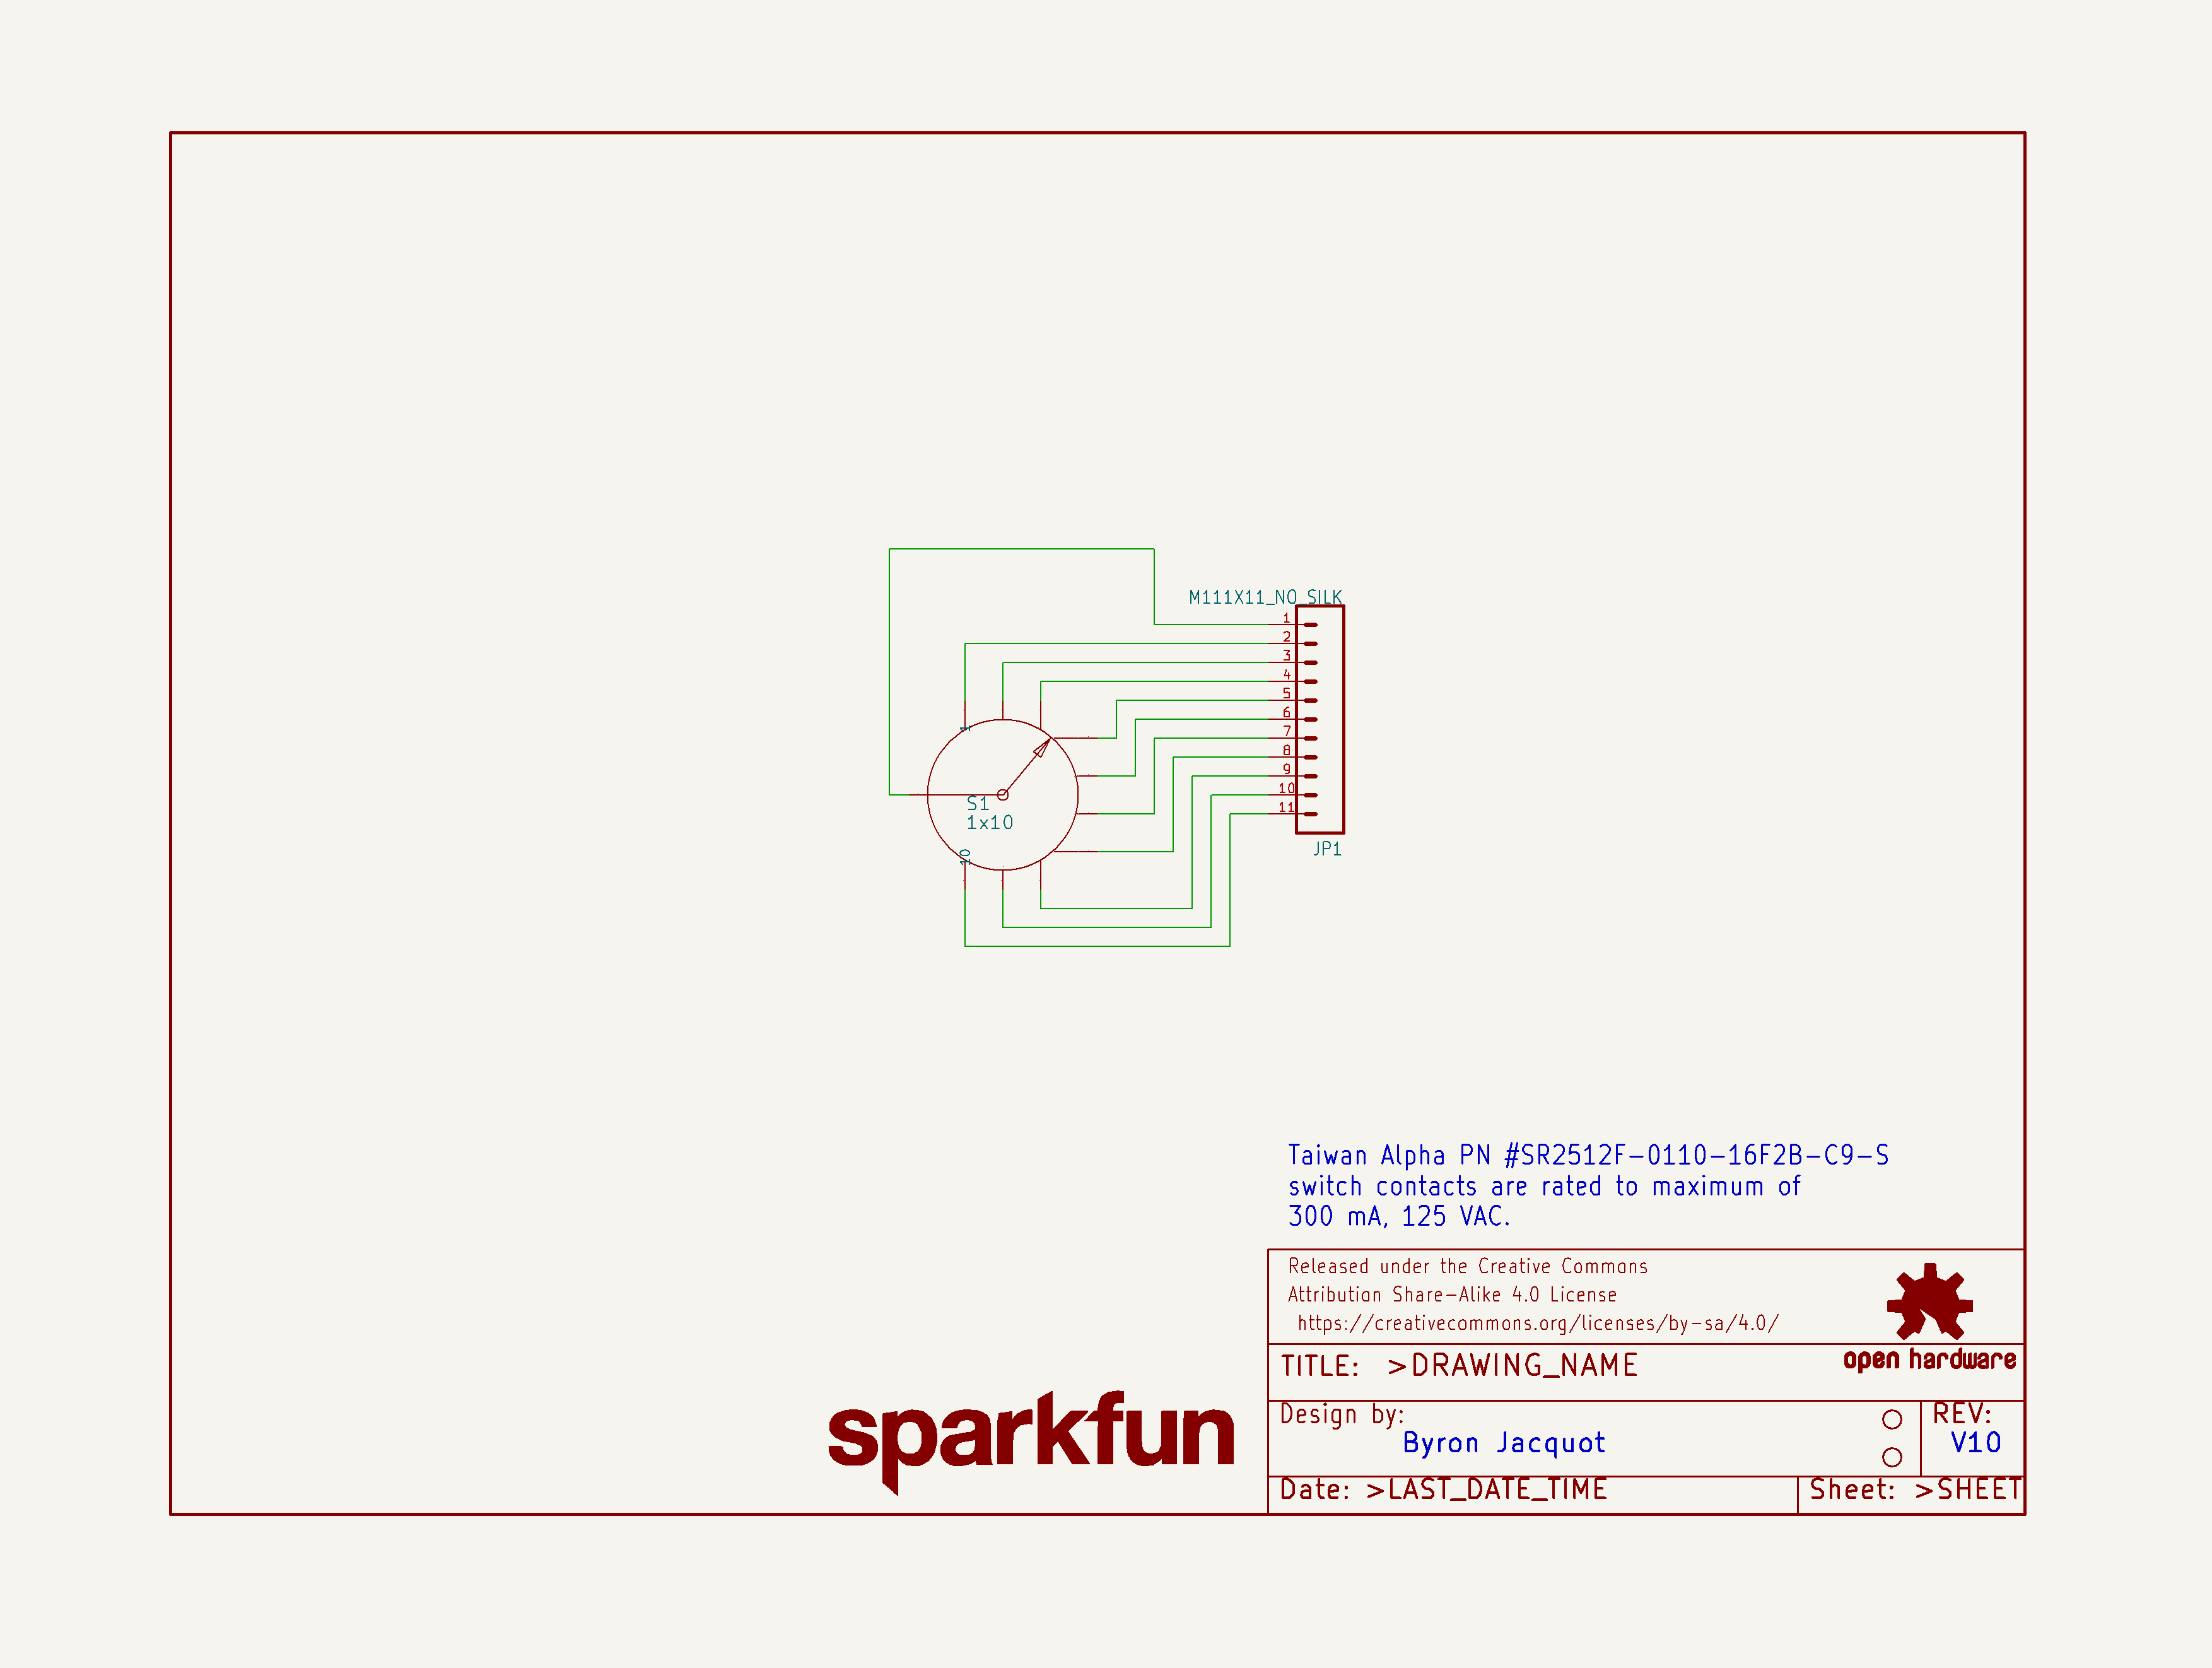 M111X11_NO_SILK
1
2
3
4
5
6
7
8
9
10
11
JP1
1
S1
1x10
10
Taiwan Alpha PN #SR2512F-0110-16F2B-C9-S
switch contacts are rated to maximum of
300 mA, 125 VAC.
Released under the Creative Commons
Attribution Share-Alike 4.0 License
https://creativecommons.org/licenses/by-sa/4.0/
open hardware
TITLE: >DRAWING_NAME
sparkfun
Design by:
Byron Jacquot
REV:
V10
Date: >LAST_DATE_TIME
Sheet: >SHEET